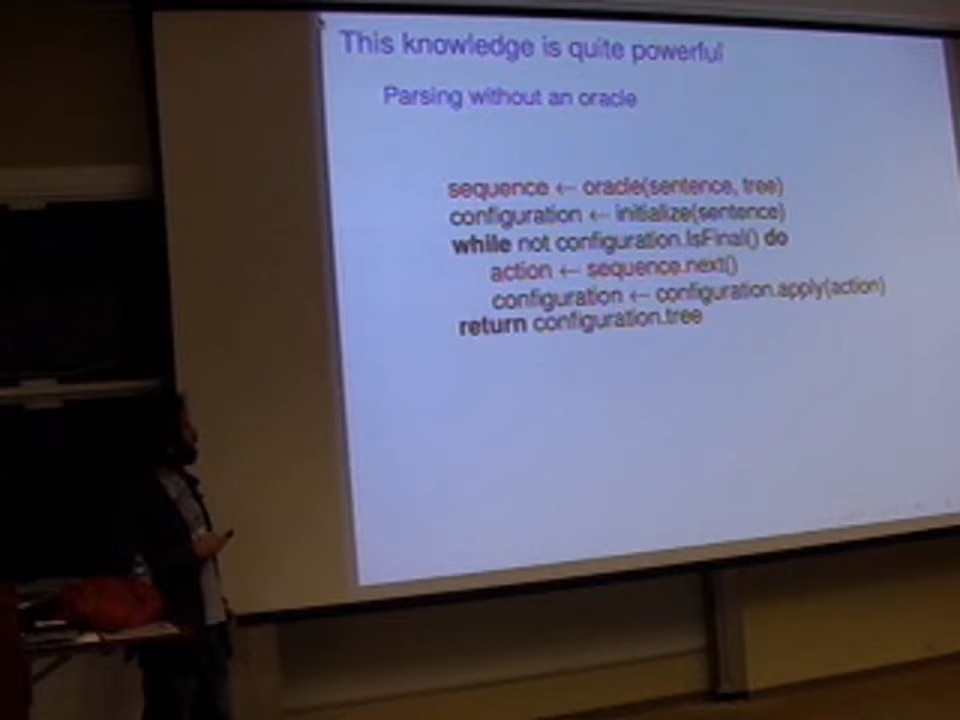 This knowledge is quite powerful
Parsing without an oracle
sequence ← oracle(sentence, tree)
configuration ← initialize(sentence)
while not configuration.IsFinal() do
action ← sequence.next()
configuration ← configuration.apply(action)
return configuration.tree